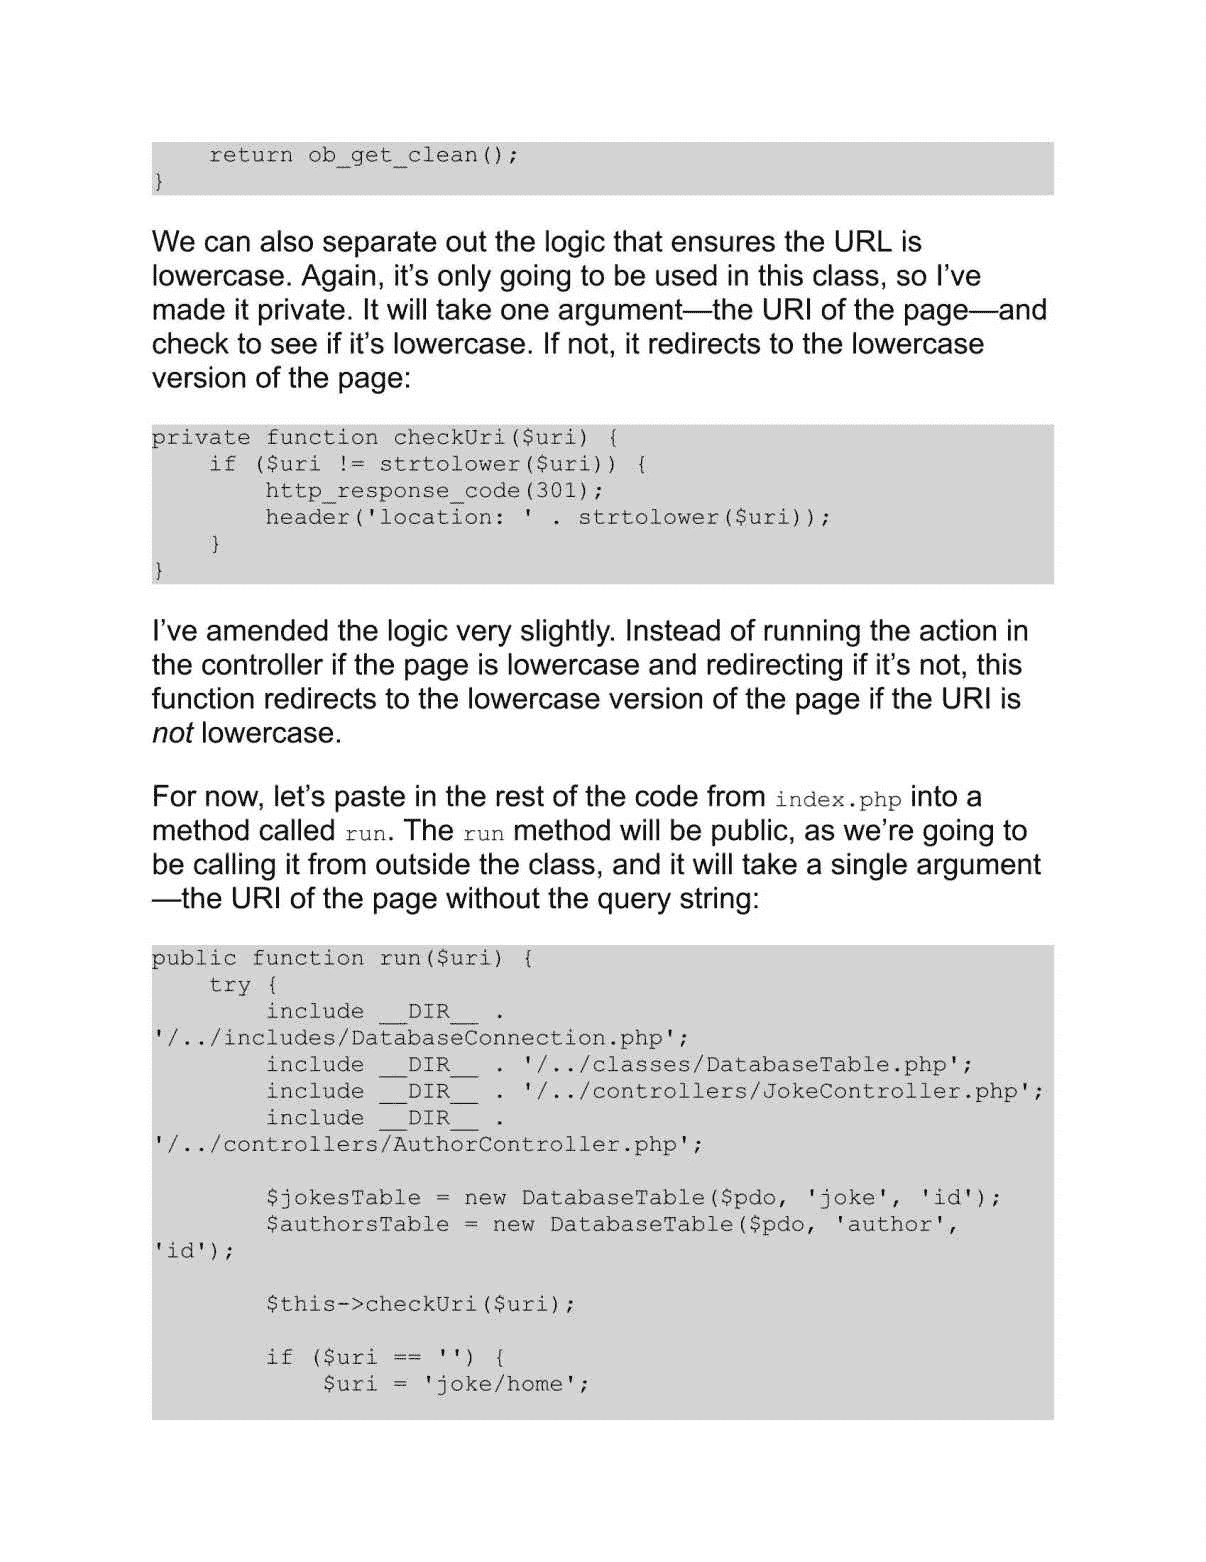 return ob_get_clean();
}
We can also separate out the logic that ensures the URL is
lowercase. Again, it’s only going to be used in this class, so I’ve
made it private. It will take one argument—the URI of the page—and
check to see if it’s lowercase. If not, it redirects to the lowercase
version of the page:
private function checkUri($uri) {
    if ($uri != strtolower($uri)) {
        http_response_code(301);
        header('location: ' . strtolower($uri));
    }
}
I’ve amended the logic very slightly. Instead of running the action in
the controller if the page is lowercase and redirecting if it’s not, this
function redirects to the lowercase version of the page if the URI is
not lowercase.
For now, let’s paste in the rest of the code from index.php into a
method called run. The run method will be public, as we’re going to
be calling it from outside the class, and it will take a single argument
—the URI of the page without the query string:
public function run($uri) {
    try {
        include __DIR__ .
'/../includes/DatabaseConnection.php';
        include __DIR__ . '/../classes/DatabaseTable.php';
        include __DIR__ . '/../controllers/JokeController.php';
        include __DIR__ .
'/../controllers/AuthorController.php';
        $jokesTable = new DatabaseTable($pdo, 'joke', 'id');
        $authorsTable = new DatabaseTable($pdo, 'author',
'id');
        $this->checkUri($uri);
        if ($uri == '') {
            $uri = 'joke/home';